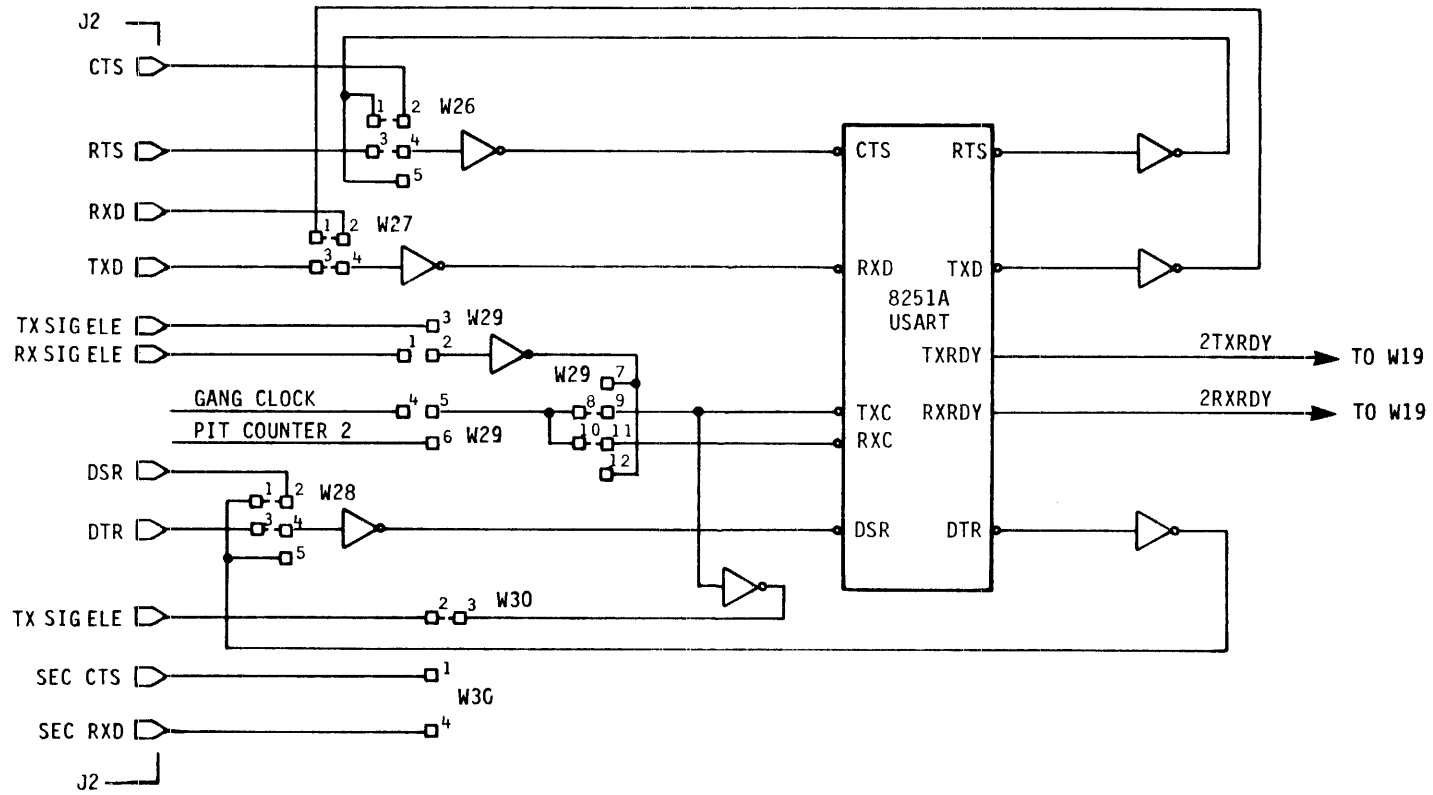 J2
CTS
1 2 W26
RTS
3 4
5
RXD
1 2 W27
TXD
3 4
CTS RTS
RXD TXD
8251A
USART
TXRDY
RXRDY
TXC
RXC
DSR DTR
2TXRDY TO W19
2RXRDY TO W19
TX SIG ELE
3 W29
RX SIG ELE
1 2
W29 7
GANG CLOCK
4 5
8 9
PIT COUNTER 2
6 W29
10 11
12
DSR
1 2 W28
DTR
3 4
5
TX SIG ELE
2 3 W30
SEC CTS
1
W30
SEC RXD
4
J2